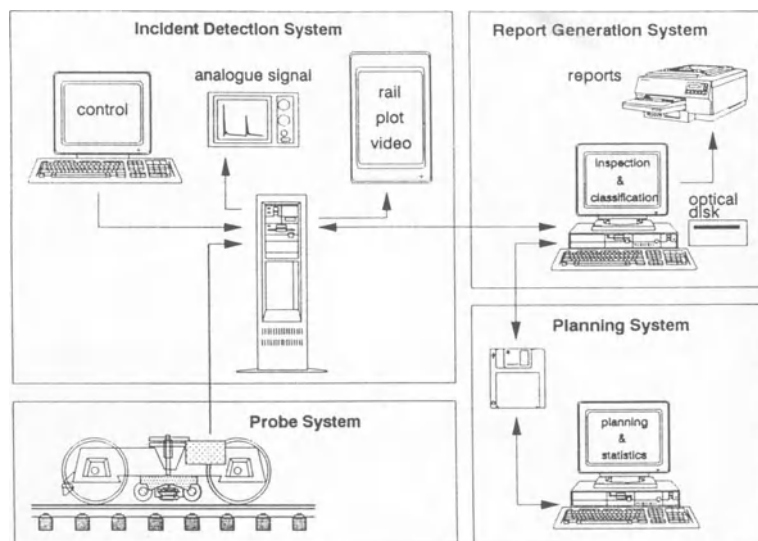 Incident Detection System
control
analogue signal
rail
plot
video
Report Generation System
reports
inspection
&
classification
optical
disk
Probe System
Planning System
planning
&
statistics